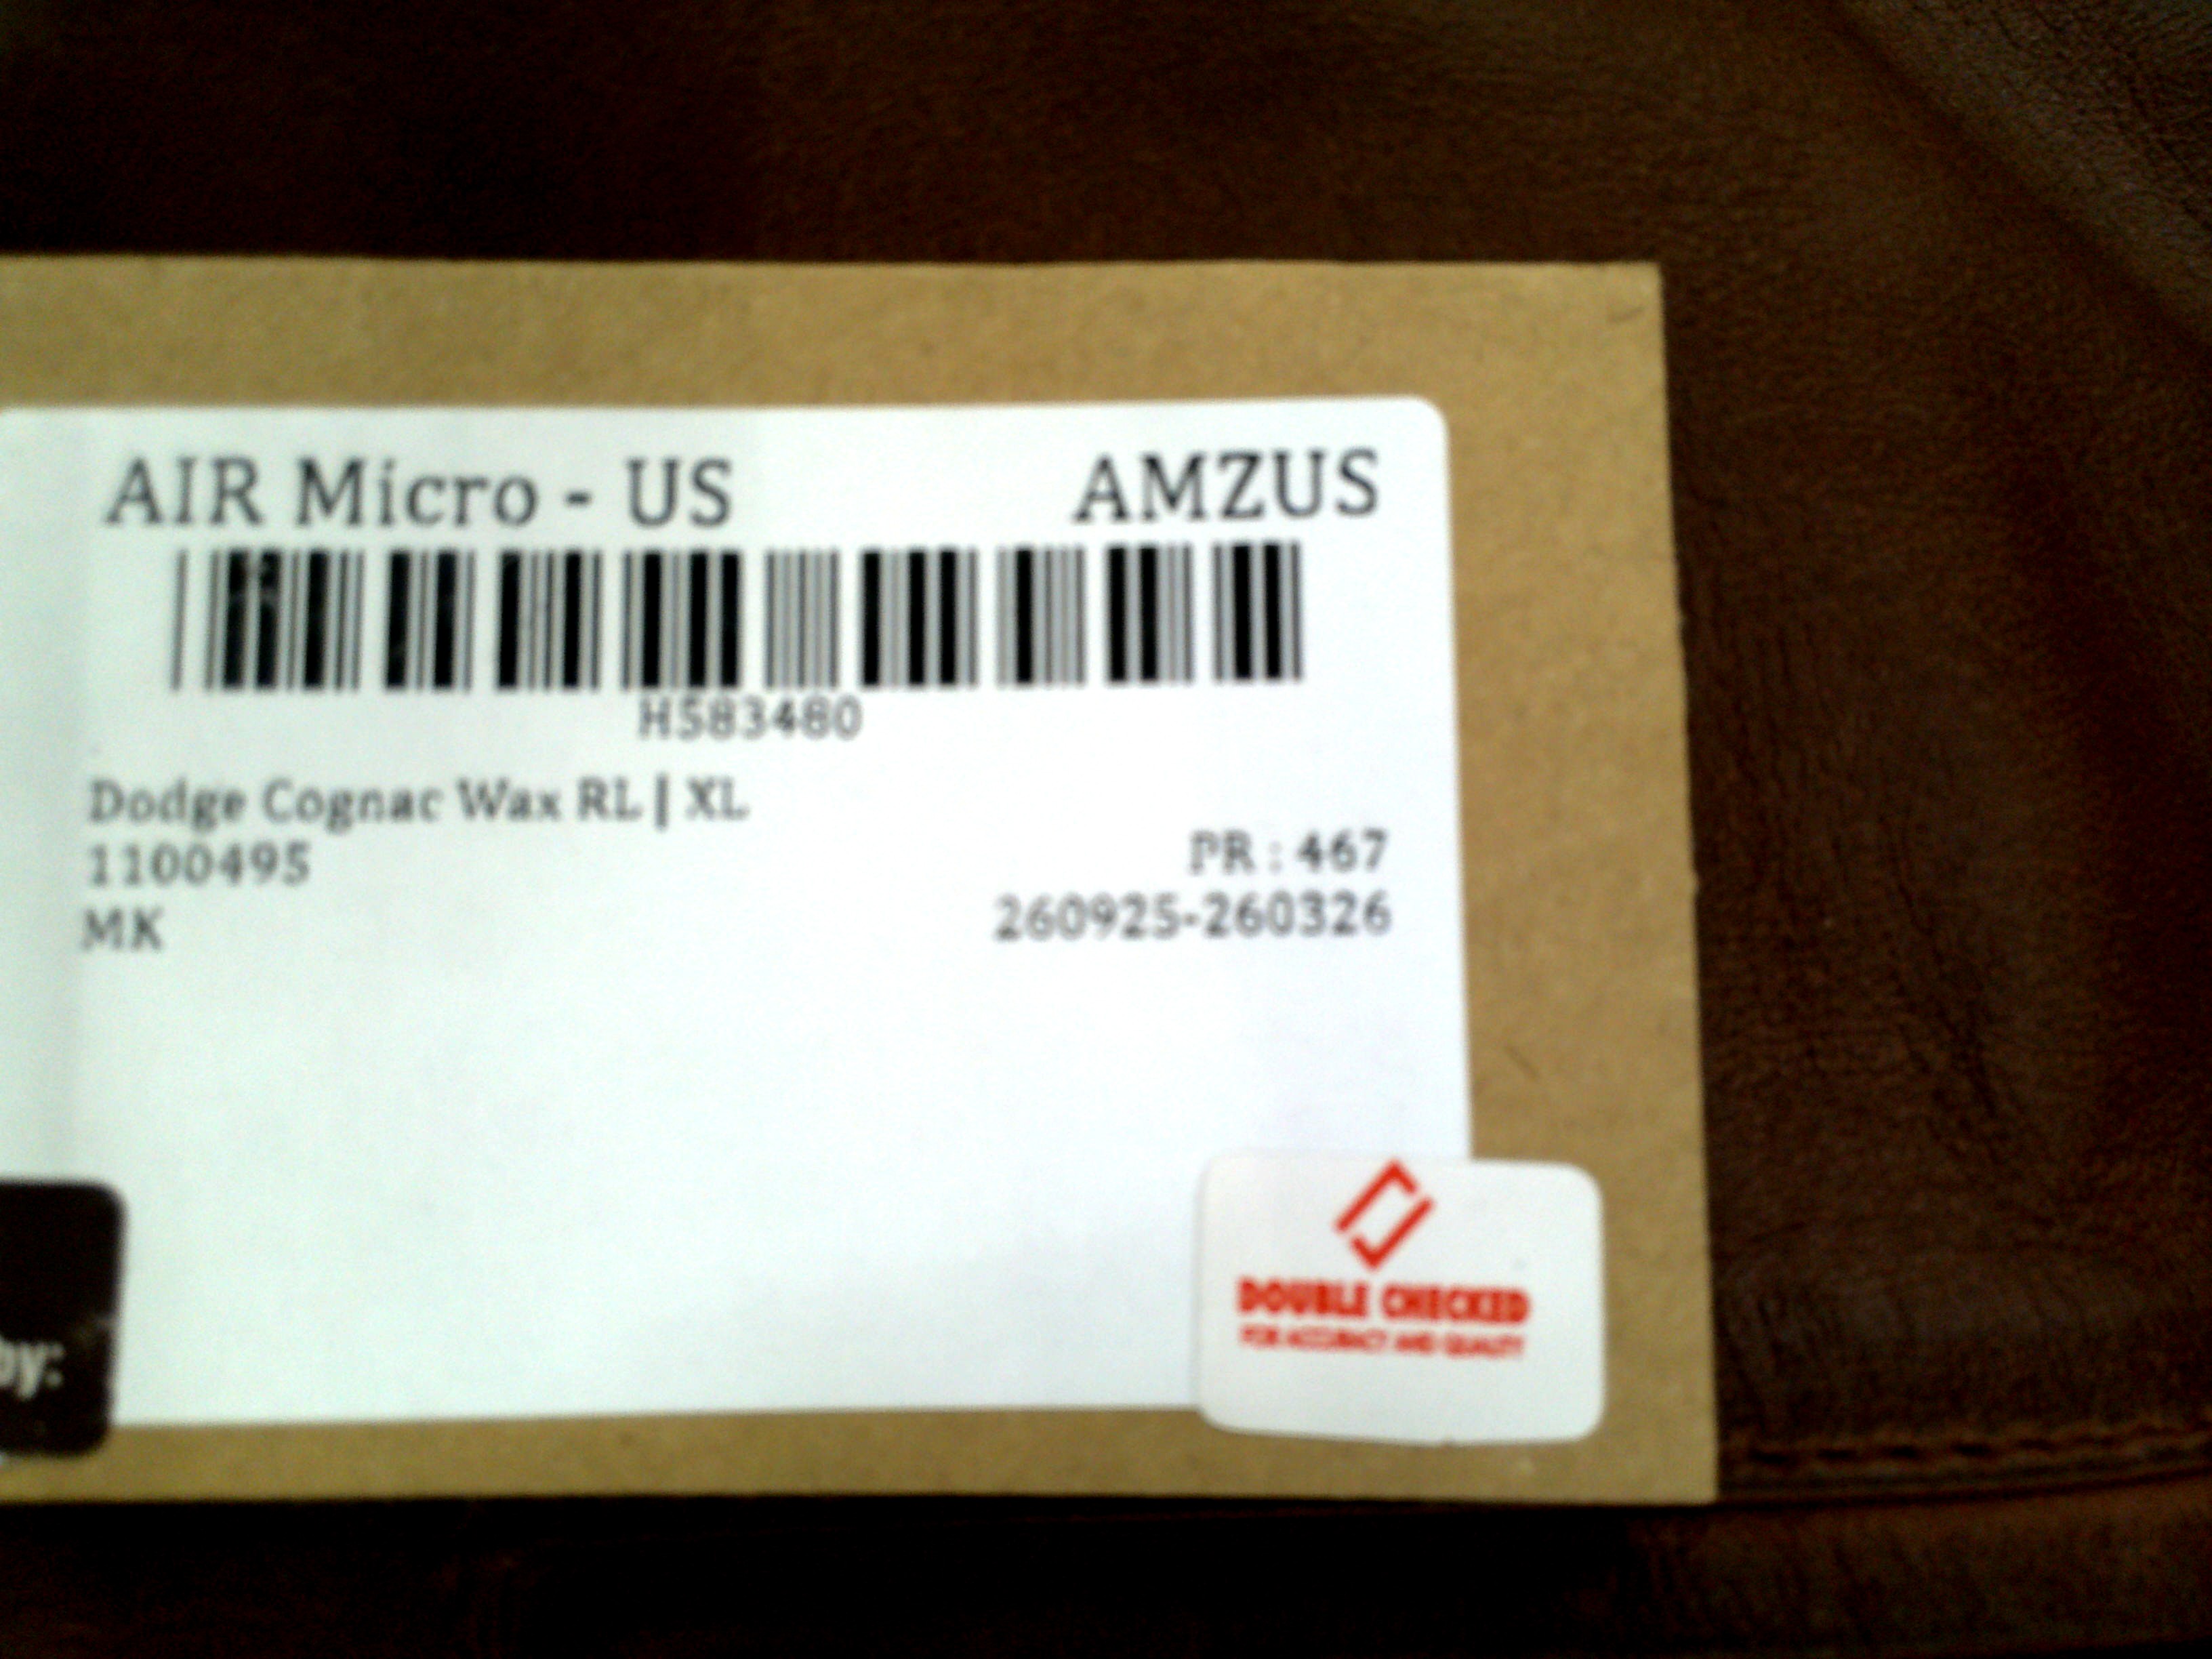 AIR Micro - US AMZUS
H583480
Dodge Cognac Wax RL | XL
1100495 PR : 467
MK 260925-260326
DOUBLE CHECKED
FOR ACCURACY AND QUALITY
by: